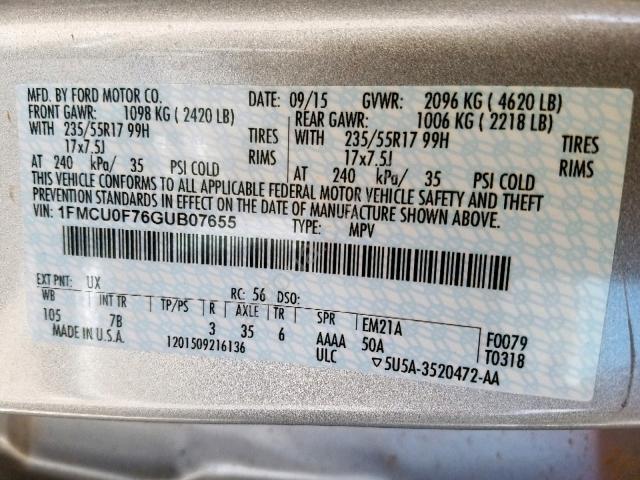 MFD. BY FORD MOTOR CO. DATE: 09/15 GVWR: 2096 KG ( 4620 LB)
FRONT GAWR: 1098 KG ( 2420 LB) REAR GAWR: 1006 KG ( 2218 LB)
WITH 235/55R17 99H TIRES WITH 235/55R17 99H TIRES
17x7.5J RIMS 17x7.5J RIMS
AT 240 kPa/ 35 PSI COLD AT 240 kPa/ 35 PSI COLD
THIS VEHICLE CONFORMS TO ALL APPLICABLE FEDERAL MOTOR VEHICLE SAFETY AND THEFT
PREVENTION STANDARDS IN EFFECT ON THE DATE OF MANUFACTURE SHOWN ABOVE.
VIN: 1FMCU0F76GUB07655 TYPE: MPV
EXT PNT: UX RC: 56 DSO:
WB INT TR TP/PS R AXLE TR SPR EM21A F0079
105 7B 3 35 6 AAAA 50A T0318
MADE IN U.S.A. 1201509216136 ULC ▽5U5A-3520472-AA